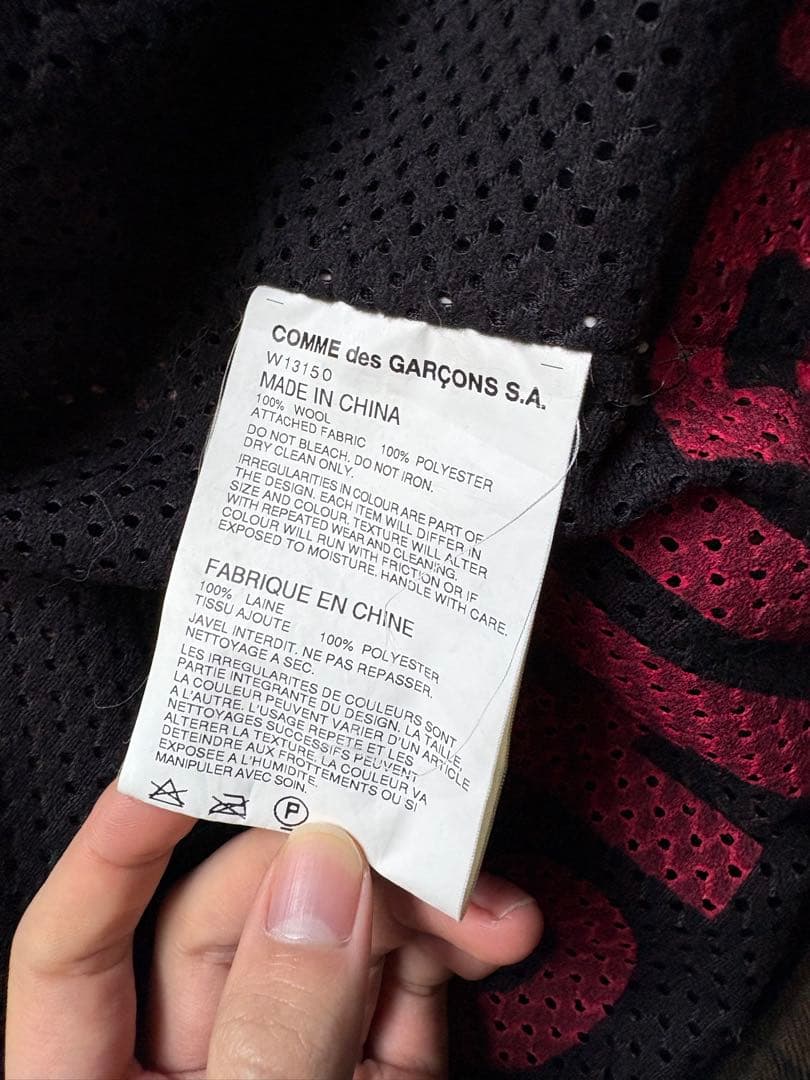 COMME des GARÇONS S.A.
W13150
MADE IN CHINA
100% WOOL
ATTACHED FABRIC 100% POLYESTER
DO NOT BLEACH. DO NOT IRON.
DRY CLEAN ONLY.
IRREGULARITIES IN COLOUR ARE PART OF
THE DESIGN. EACH ITEM WILL DIFFER IN
SIZE AND COLOUR. TEXTURE WILL ALTER
WITH REPEATED WEAR AND CLEANING.
COLOUR WILL RUN WITH FRICTION OR IF
EXPOSED TO MOISTURE. HANDLE WITH CARE.
FABRIQUE EN CHINE
100% LAINE
TISSU AJOUTE 100% POLYESTER
JAVEL INTERDIT. NE PAS REPASSER.
NETTOYAGE A SEC.
LES IRREGULARITES DE COULEURS SONT
PARTIE INTEGRANTE DU DESIGN. LA TAILLE,
LA COULEUR PEUVENT VARIER D'UN ARTICLE
A L'AUTRE. L'USAGE REPETE ET LES
NETTOYAGES SUCCESSIFS PEUVENT
ALTERER LA TEXTURE. LA COULEUR VA
DETEINDRE AUX FROTTEMENTS OU SI
EXPOSEE A L'HUMIDITE.
MANIPULER AVEC SOIN.
P